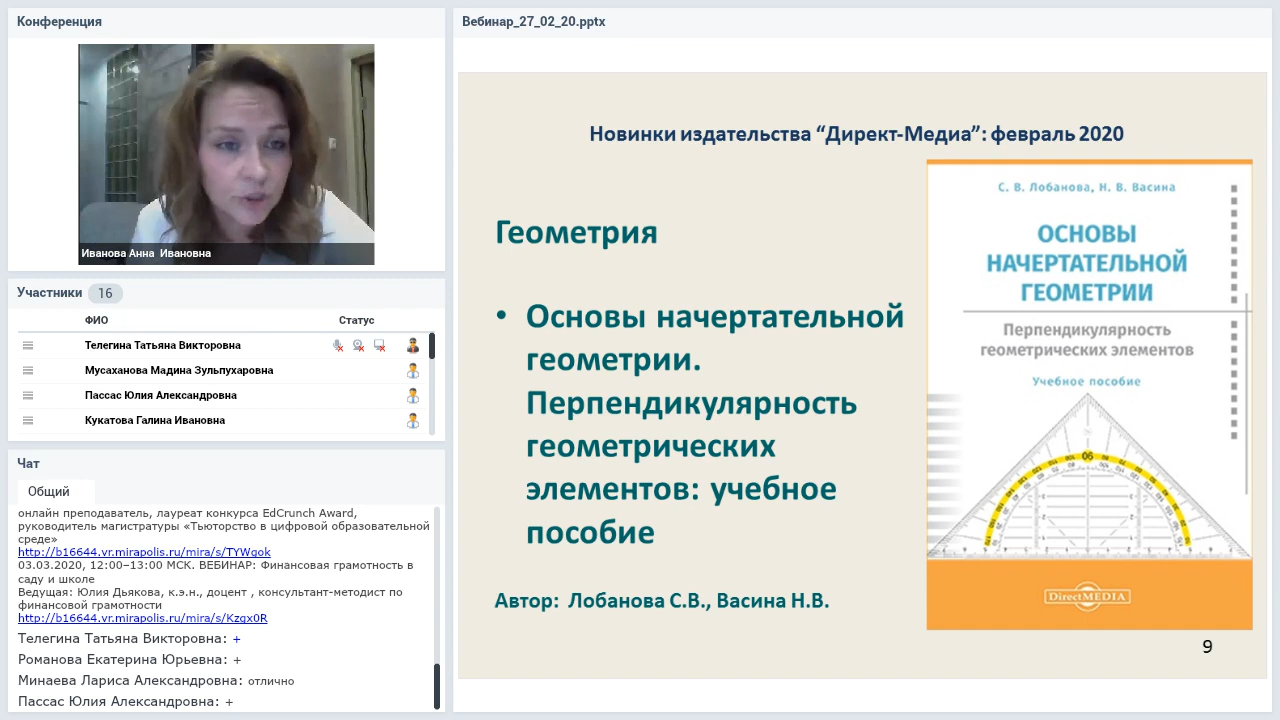 Конференция
Иванова Анна Ивановна
Участники 16
ФИО Статус
Телегина Татьяна Викторовна
Мусаханова Мадина Зульпухаровна
Пассас Юлия Александровна
Кукатова Галина Ивановна
Чат
Общий
онлайн преподаватель, лауреат конкурса EdCrunch Award,
руководитель магистратуры «Тьюторство в цифровой образовательной
среде»
http://b16644.vr.mirapolis.ru/mira/s/TYWgok
03.03.2020, 12:00–13:00 МСК. ВЕБИНАР: Финансовая грамотность в
саду и школе
Ведущая: Юлия Дьякова, к.э.н., доцент , консультант-методист по
финансовой грамотности
http://b16644.vr.mirapolis.ru/mira/s/Kzgx0R
Телегина Татьяна Викторовна: +
Романова Екатерина Юрьевна: +
Минаева Лариса Александровна: отлично
Пассас Юлия Александровна: +
Вебинар_27_02_20.pptx
Новинки издательства “Директ-Медиа”: февраль 2020
Геометрия
• Основы начертательной
геометрии.
Перпендикулярность
геометрических
элементов: учебное
пособие
Автор: Лобанова С.В., Васина Н.В.
С. В. Лобанова, Н. В. Васина
ОСНОВЫ
НАЧЕРТАТЕЛЬНОЙ
ГЕОМЕТРИИ
Перпендикулярность
геометрических элементов
Учебное пособие
90
DirectMEDIA
9